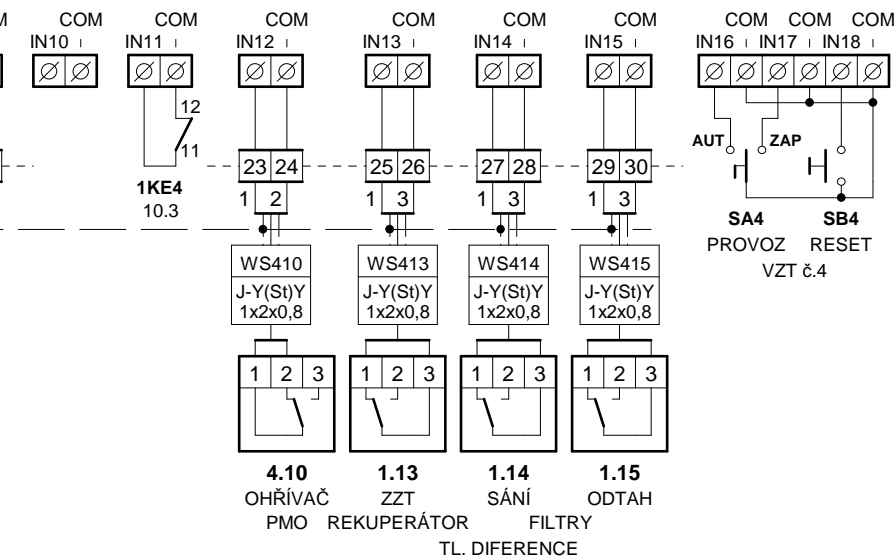 M COM COM COM COM COM COM COM COM COM
IN10 IN11 IN12 IN13 IN14 IN15 IN16 IN17 IN18
12
11
AUT ZAP
23 24 25 26 27 28 29 30
1KE4
10.3
1 2 1 3 1 3 1 3
SA4 SB4
PROVOZ RESET
VZT č.4
WS410 WS413 WS414 WS415
J-Y(St)Y J-Y(St)Y J-Y(St)Y J-Y(St)Y
1x2x0,8 1x2x0,8 1x2x0,8 1x2x0,8
1 2 3 1 2 3 1 2 3 1 2 3
4.10 1.13 1.14 1.15
OHŘÍVAČ ZZT SÁNÍ ODTAH
PMO REKUPERÁTOR FILTRY
TL. DIFERENCE